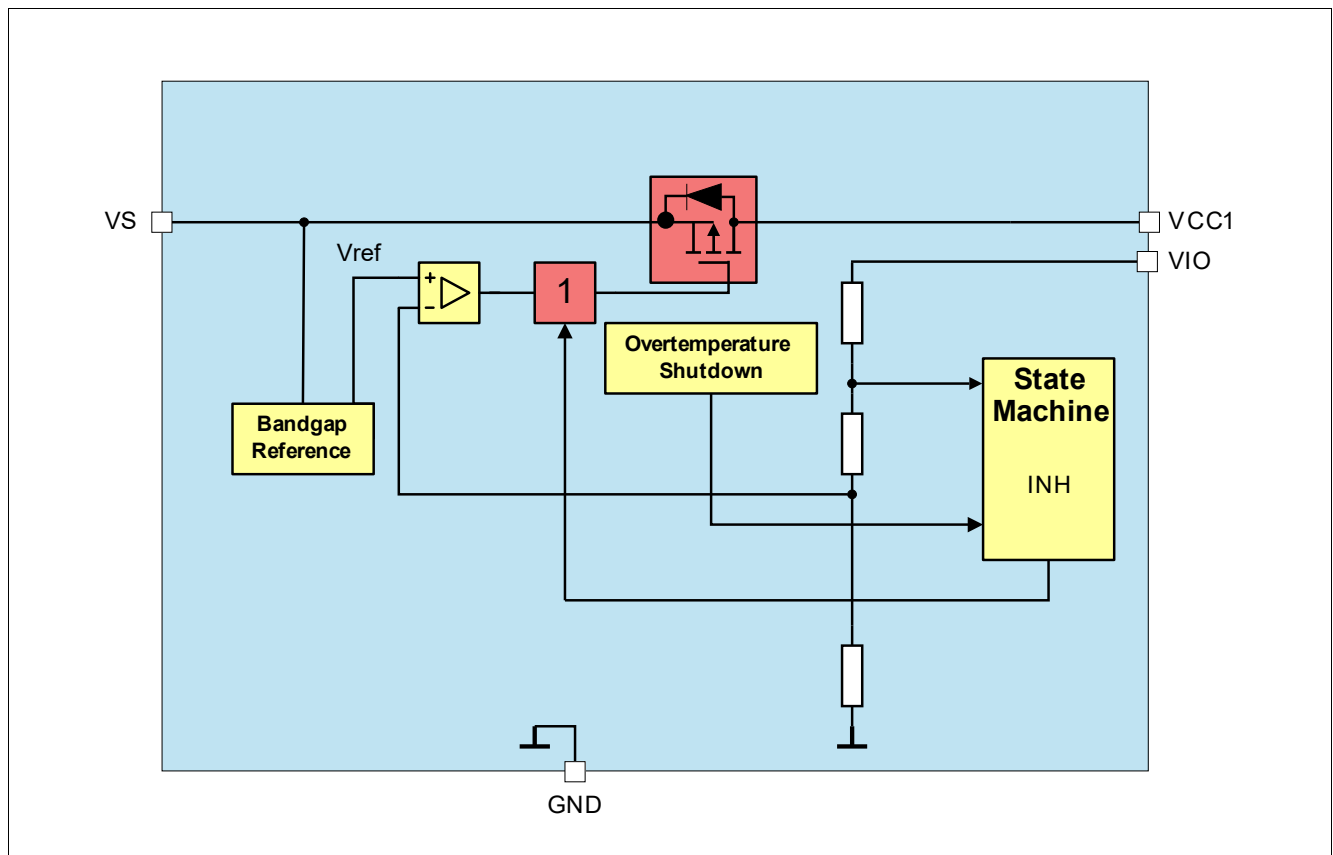 VS
VCC1
Vref
VIO
+
-
1
Overtemperature
Shutdown
State
Machine
Bandgap
Reference
INH
GND